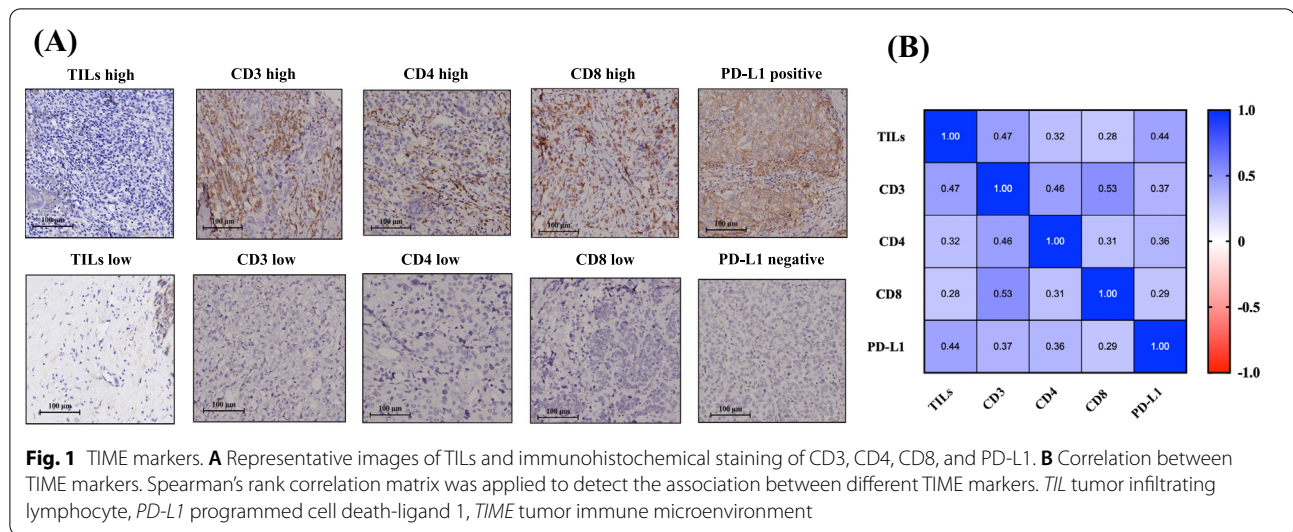 (A)
TILs high
CD3 high
CD4 high
CD8 high
PD-L1 positive
100 μm
100 μm
100 μm
100 μm
100 μm
TILs low
CD3 low
CD4 low
CD8 low
PD-L1 negative
100 μm
100 μm
100 μm
100 μm
100 μm
(B)
TILs 1.00 0.47 0.32 0.28 0.44
CD3 0.47 1.00 0.46 0.53 0.37
CD4 0.32 0.46 1.00 0.31 0.36
CD8 0.28 0.53 0.31 1.00 0.29
PD-L1 0.44 0.37 0.36 0.29 1.00
TILs CD3 CD4 CD8 PD-L1
1.0
0.5
0
-0.5
-1.0
Fig. 1 TIME markers. A Representative images of TILs and immunohistochemical staining of CD3, CD4, CD8, and PD-L1. B Correlation between
TIME markers. Spearman's rank correlation matrix was applied to detect the association between different TIME markers. TIL tumor infiltrating
lymphocyte, PD-L1 programmed cell death-ligand 1, TIME tumor immune microenvironment